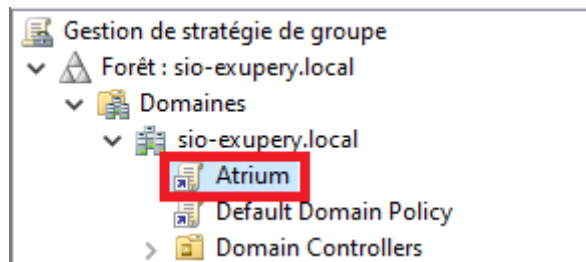 Gestion de stratégie de groupe
Forêt : sio-exupery.local
Domaines
sio-exupery.local
Atrium
Default Domain Policy
Domain Controllers